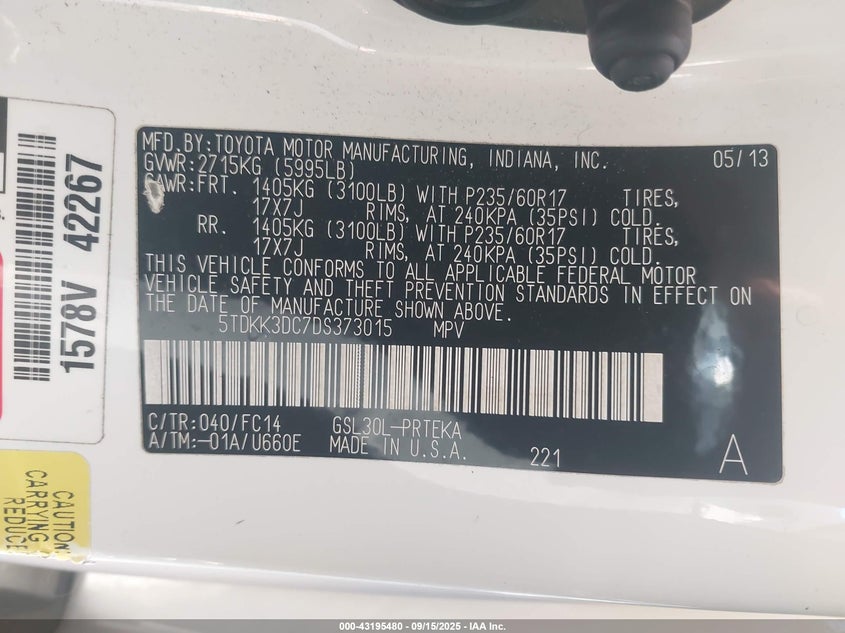 MFD.BY:TOYOTA MOTOR MANUFACTURING, INDIANA, INC. 05/13
GVWR:2715KG (5995LB)
GAWR:FRT. 1405KG (3100LB) WITH P235/60R17 TIRES,
17X7J RIMS, AT 240KPA (35PSI) COLD.
RR. 1405KG (3100LB) WITH P235/60R17 TIRES,
17X7J RIMS, AT 240KPA (35PSI) COLD.
THIS VEHICLE CONFORMS TO ALL APPLICABLE FEDERAL MOTOR
VEHICLE SAFETY AND THEFT PREVENTION STANDARDS IN EFFECT ON
THE DATE OF MANUFACTURE SHOWN ABOVE.
5TDKK3DC7DS373015 MPV
C/TR:040/FC14 GSL30L-PRTEKA
A/TM:-01A/U660E MADE IN U.S.A. 221 A
1578V 42267
CAUTION:
CARRYING
REDUCE
000-43195480 - 09/15/2025 - IAA Inc.